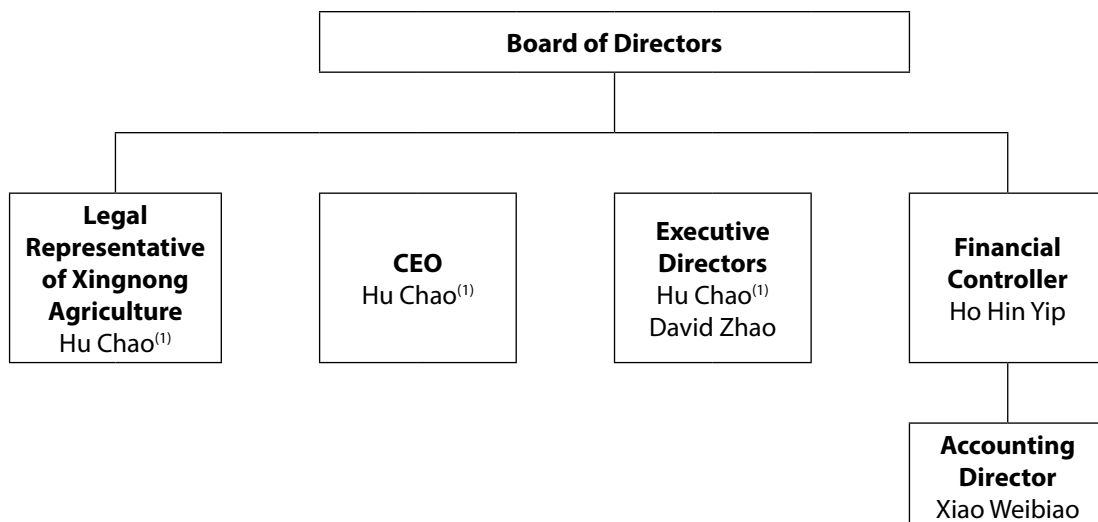 Board of Directors
Legal
Representative
of Xingnong
Agriculture
Hu Chao(1)
CEO
Hu Chao(1)
Executive
Directors
Hu Chao(1)
David Zhao
Financial
Controller
Ho Hin Yip
Accounting
Director
Xiao Weibiao